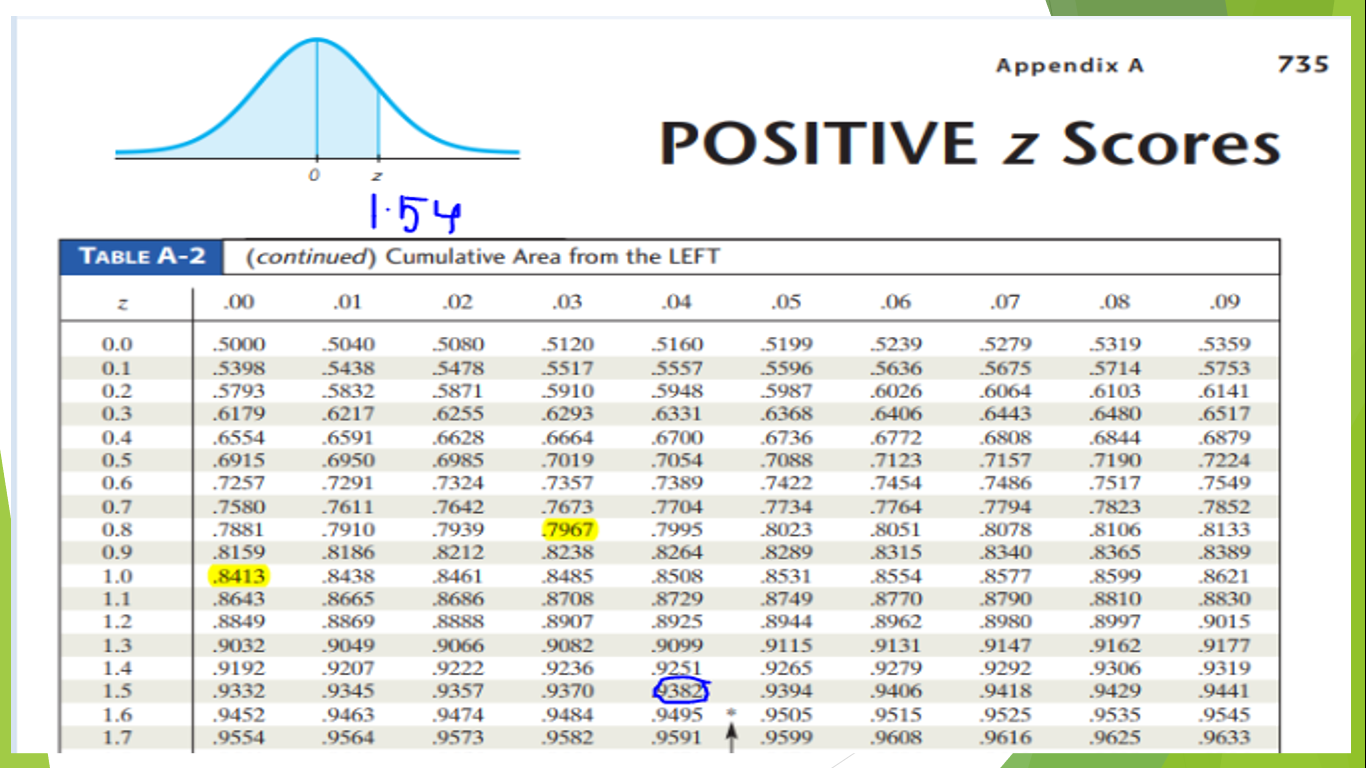 Appendix A 735
POSITIVE z Scores
0 z
1.54
TABLE A-2 (continued) Cumulative Area from the LEFT
z .00 .01 .02 .03 .04 .05 .06 .07 .08 .09
0.0 .5000 .5040 .5080 .5120 .5160 .5199 .5239 .5279 .5319 .5359
0.1 .5398 .5438 .5478 .5517 .5557 .5596 .5636 .5675 .5714 .5753
0.2 .5793 .5832 .5871 .5910 .5948 .5987 .6026 .6064 .6103 .6141
0.3 .6179 .6217 .6255 .6293 .6331 .6368 .6406 .6443 .6480 .6517
0.4 .6554 .6591 .6628 .6664 .6700 .6736 .6772 .6808 .6844 .6879
0.5 .6915 .6950 .6985 .7019 .7054 .7088 .7123 .7157 .7190 .7224
0.6 .7257 .7291 .7324 .7357 .7389 .7422 .7454 .7486 .7517 .7549
0.7 .7580 .7611 .7642 .7673 .7704 .7734 .7764 .7794 .7823 .7852
0.8 .7881 .7910 .7939 .7967 .7995 .8023 .8051 .8078 .8106 .8133
0.9 .8159 .8186 .8212 .8238 .8264 .8289 .8315 .8340 .8365 .8389
1.0 .8413 .8438 .8461 .8485 .8508 .8531 .8554 .8577 .8599 .8621
1.1 .8643 .8665 .8686 .8708 .8729 .8749 .8770 .8790 .8810 .8830
1.2 .8849 .8869 .8888 .8907 .8925 .8944 .8962 .8980 .8997 .9015
1.3 .9032 .9049 .9066 .9082 .9099 .9115 .9131 .9147 .9162 .9177
1.4 .9192 .9207 .9222 .9236 .9251 .9265 .9279 .9292 .9306 .9319
1.5 .9332 .9345 .9357 .9370 .9382 .9394 .9406 .9418 .9429 .9441
1.6 .9452 .9463 .9474 .9484 .9495 * .9505 .9515 .9525 .9535 .9545
1.7 .9554 .9564 .9573 .9582 .9591 .9599 .9608 .9616 .9625 .9633